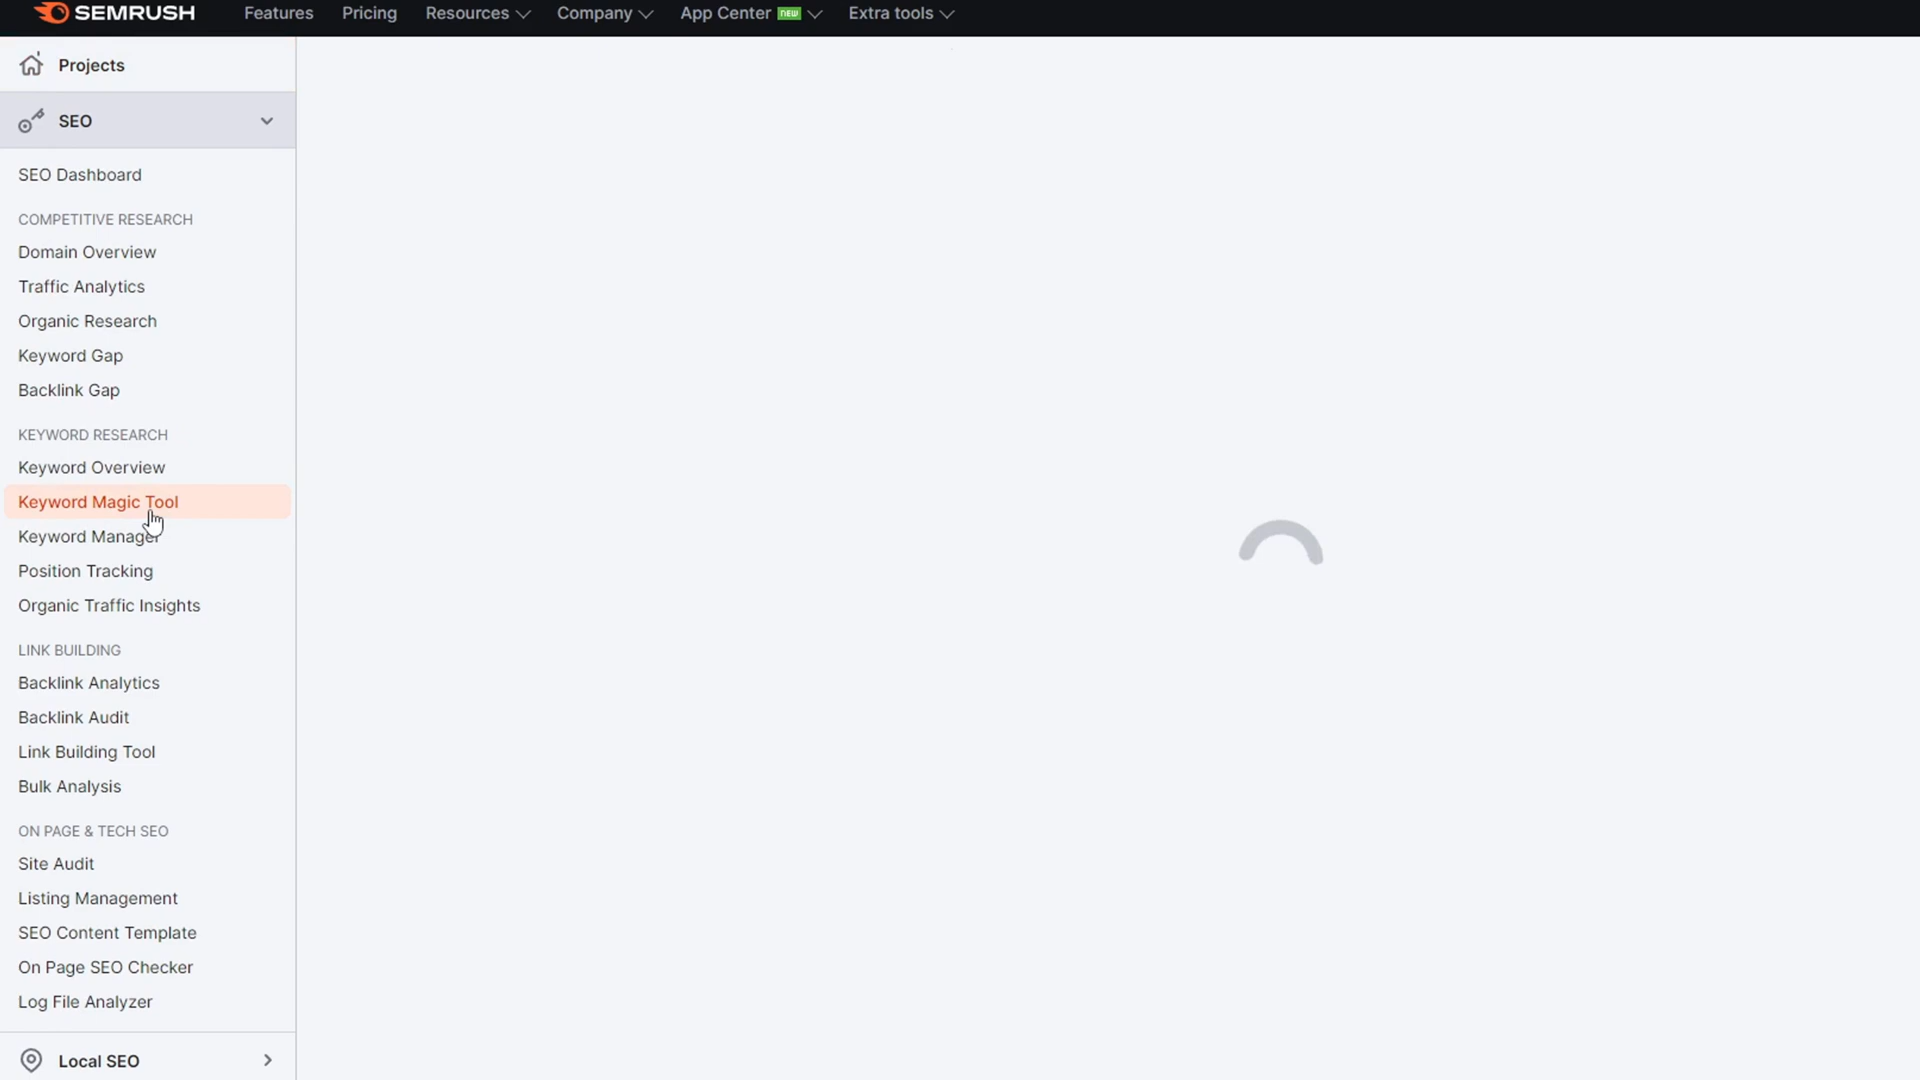 SEMRUSH Features Pricing Resources Company App Center NEW Extra tools
Projects
SEO
SEO Dashboard
COMPETITIVE RESEARCH
Domain Overview
Traffic Analytics
Organic Research
Keyword Gap
Backlink Gap
KEYWORD RESEARCH
Keyword Overview
Keyword Magic Tool
Keyword Manager
Position Tracking
Organic Traffic Insights
LINK BUILDING
Backlink Analytics
Backlink Audit
Link Building Tool
Bulk Analysis
ON PAGE & TECH SEO
Site Audit
Listing Management
SEO Content Template
On Page SEO Checker
Log File Analyzer
Local SEO